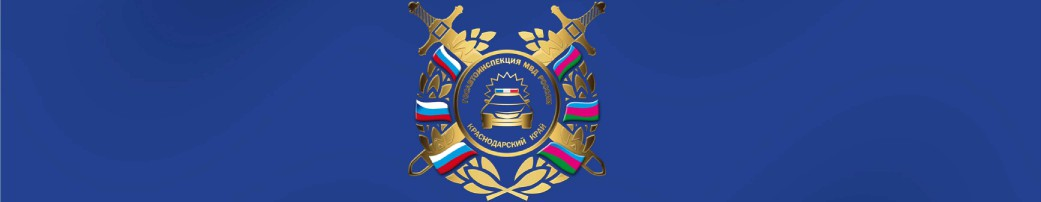 ГОСАВТОИНСПЕКЦИЯ МВД РОССИИ
КРАСНОДАРСКИЙ КРАЙ